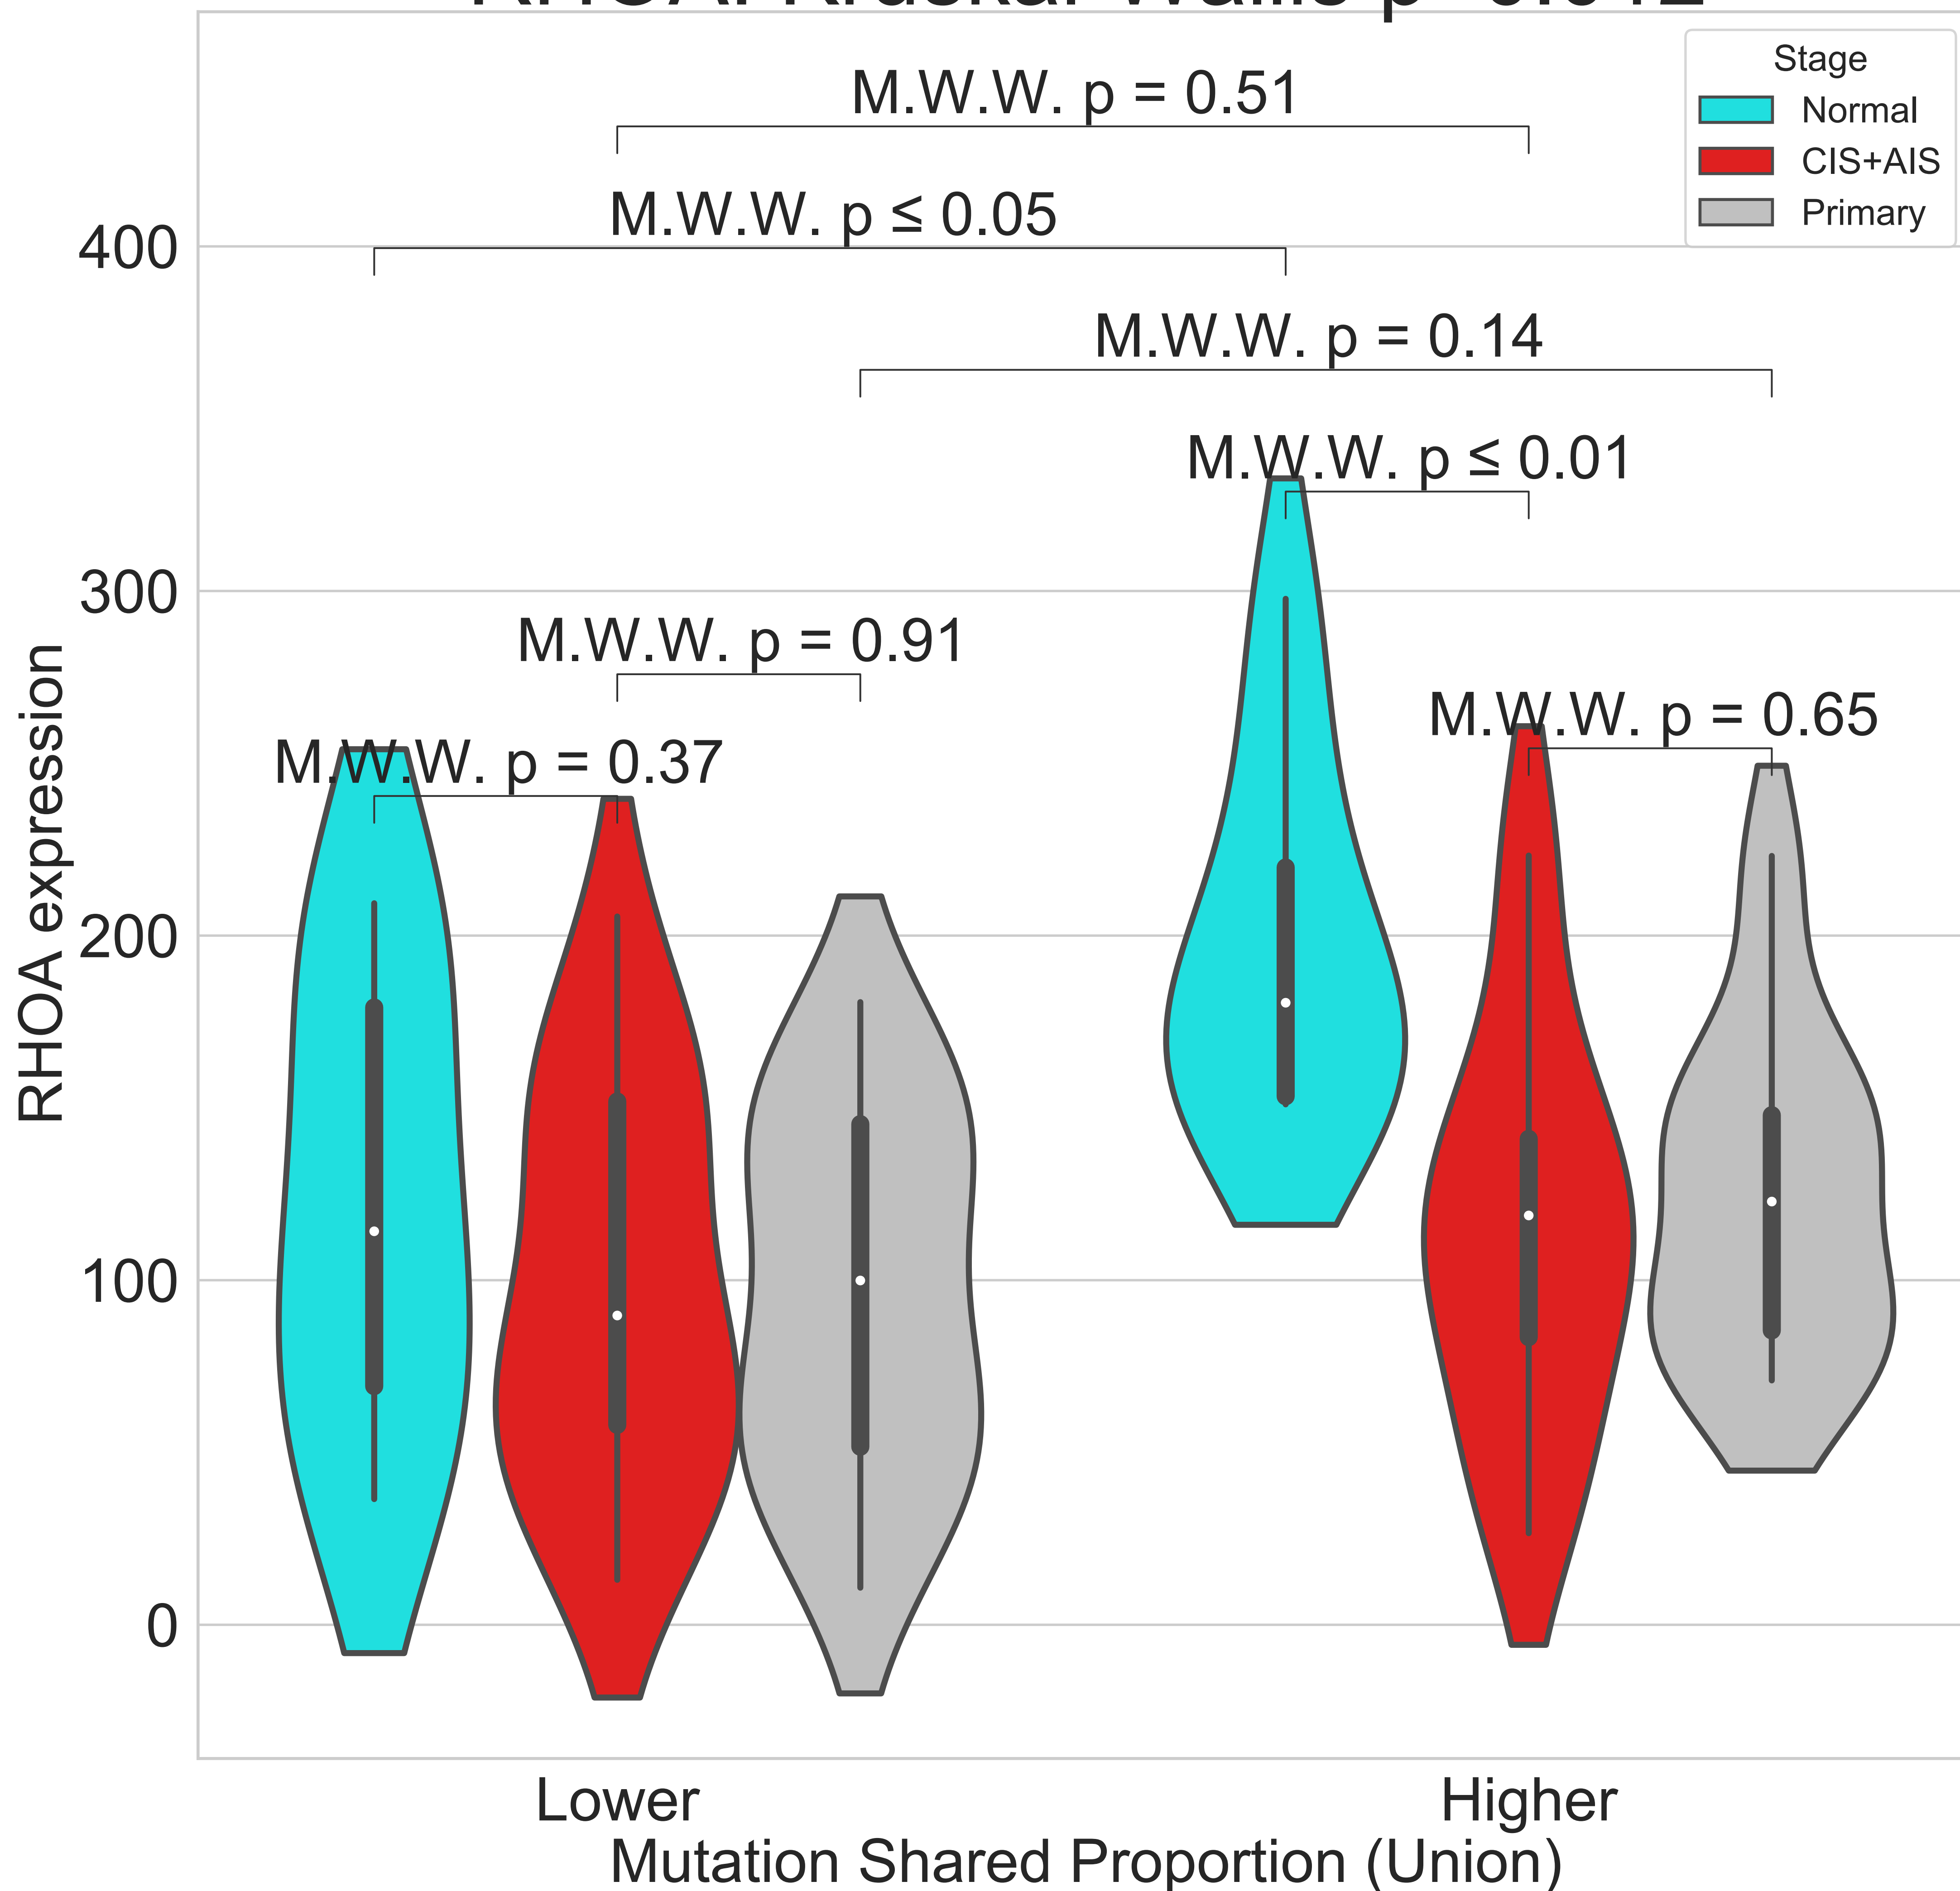 Stage
Normal
CIS+AIS
Primary
M.W.W. p = 0.51
M.W.W. p ≤ 0.05
M.W.W. p = 0.14
M.W.W. p ≤ 0.01
M.W.W. p = 0.91
M.W.W. p = 0.65
M.W.W. p = 0.37
400
300
200
100
0
RHOA expression
Lower
Higher
Mutation Shared Proportion (Union)